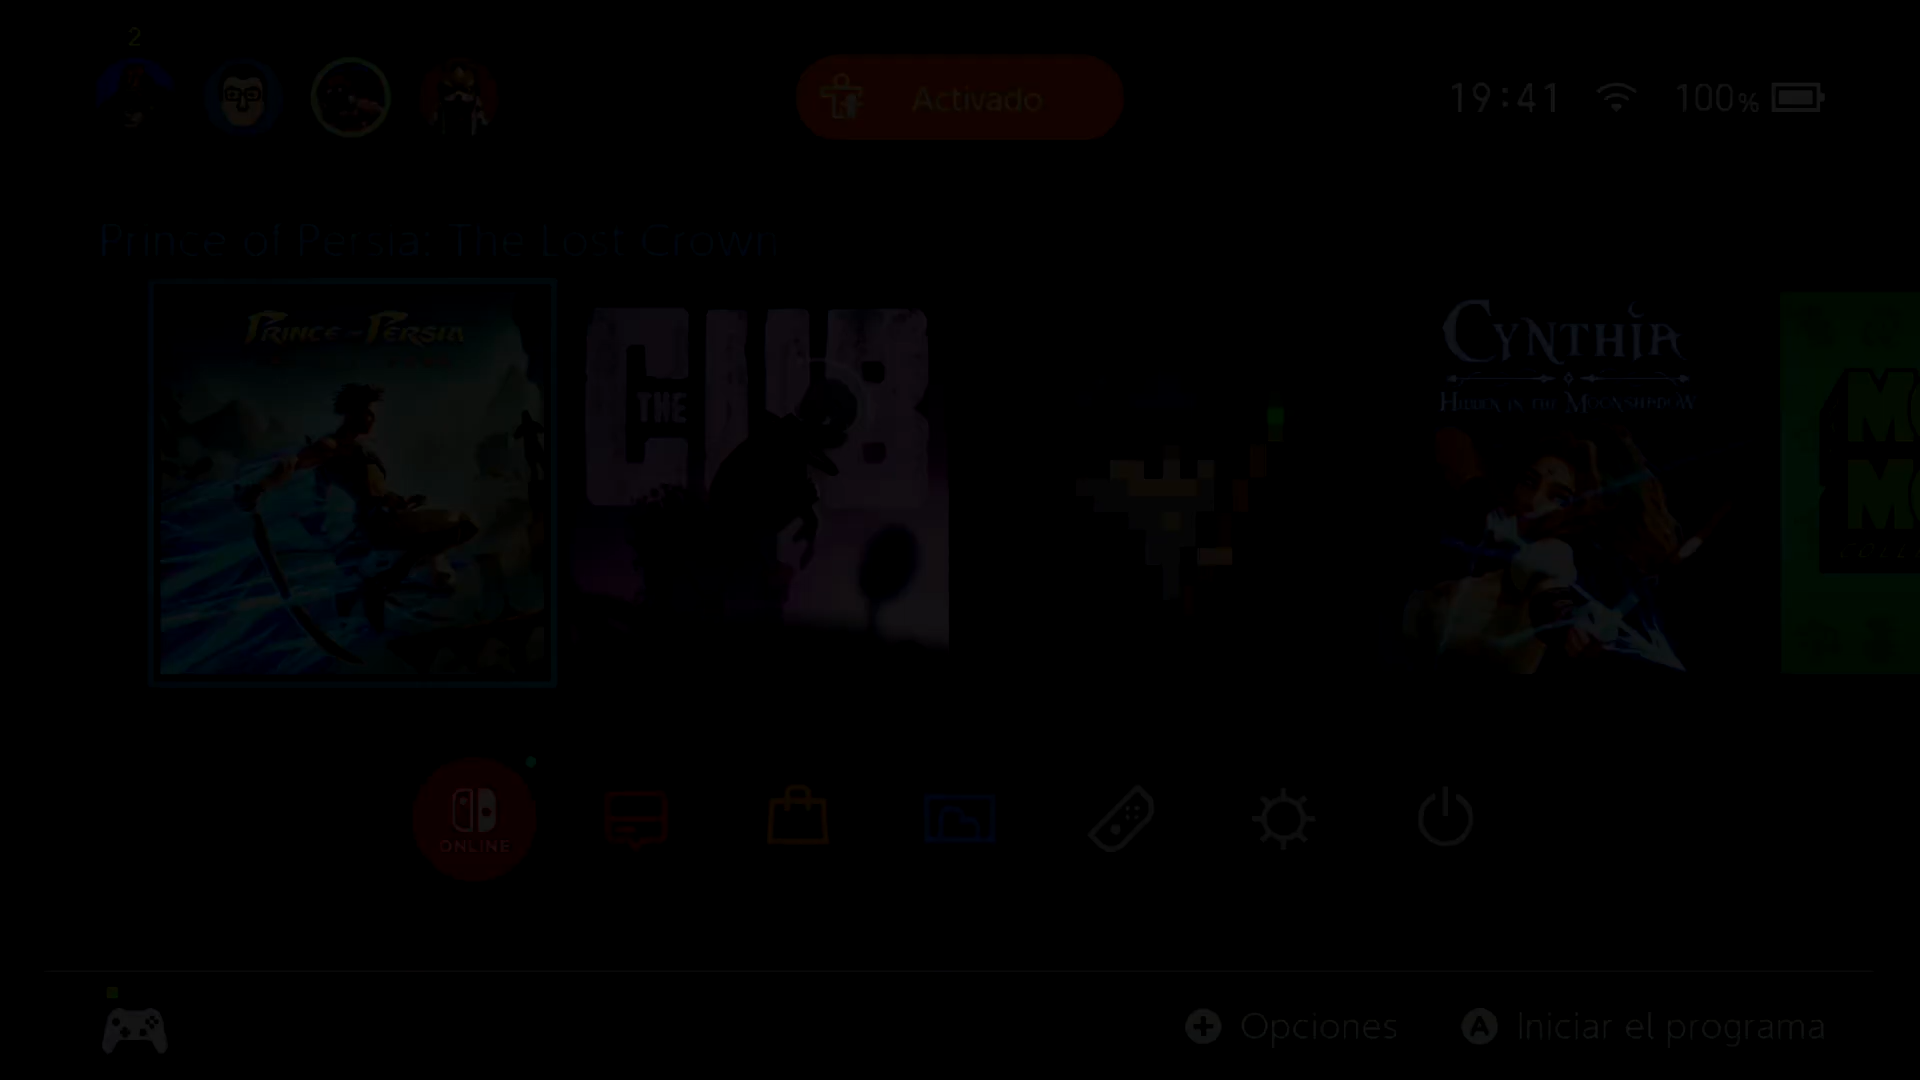 2
Activado
19:41
100%
Prince of Persia: The Lost Crown
PRINCE OF PERSIA
THE
CUB
CYNTHIA
HIDDEN IN THE MOONSHADOW
ONLINE
Opciones
A Iniciar el programa